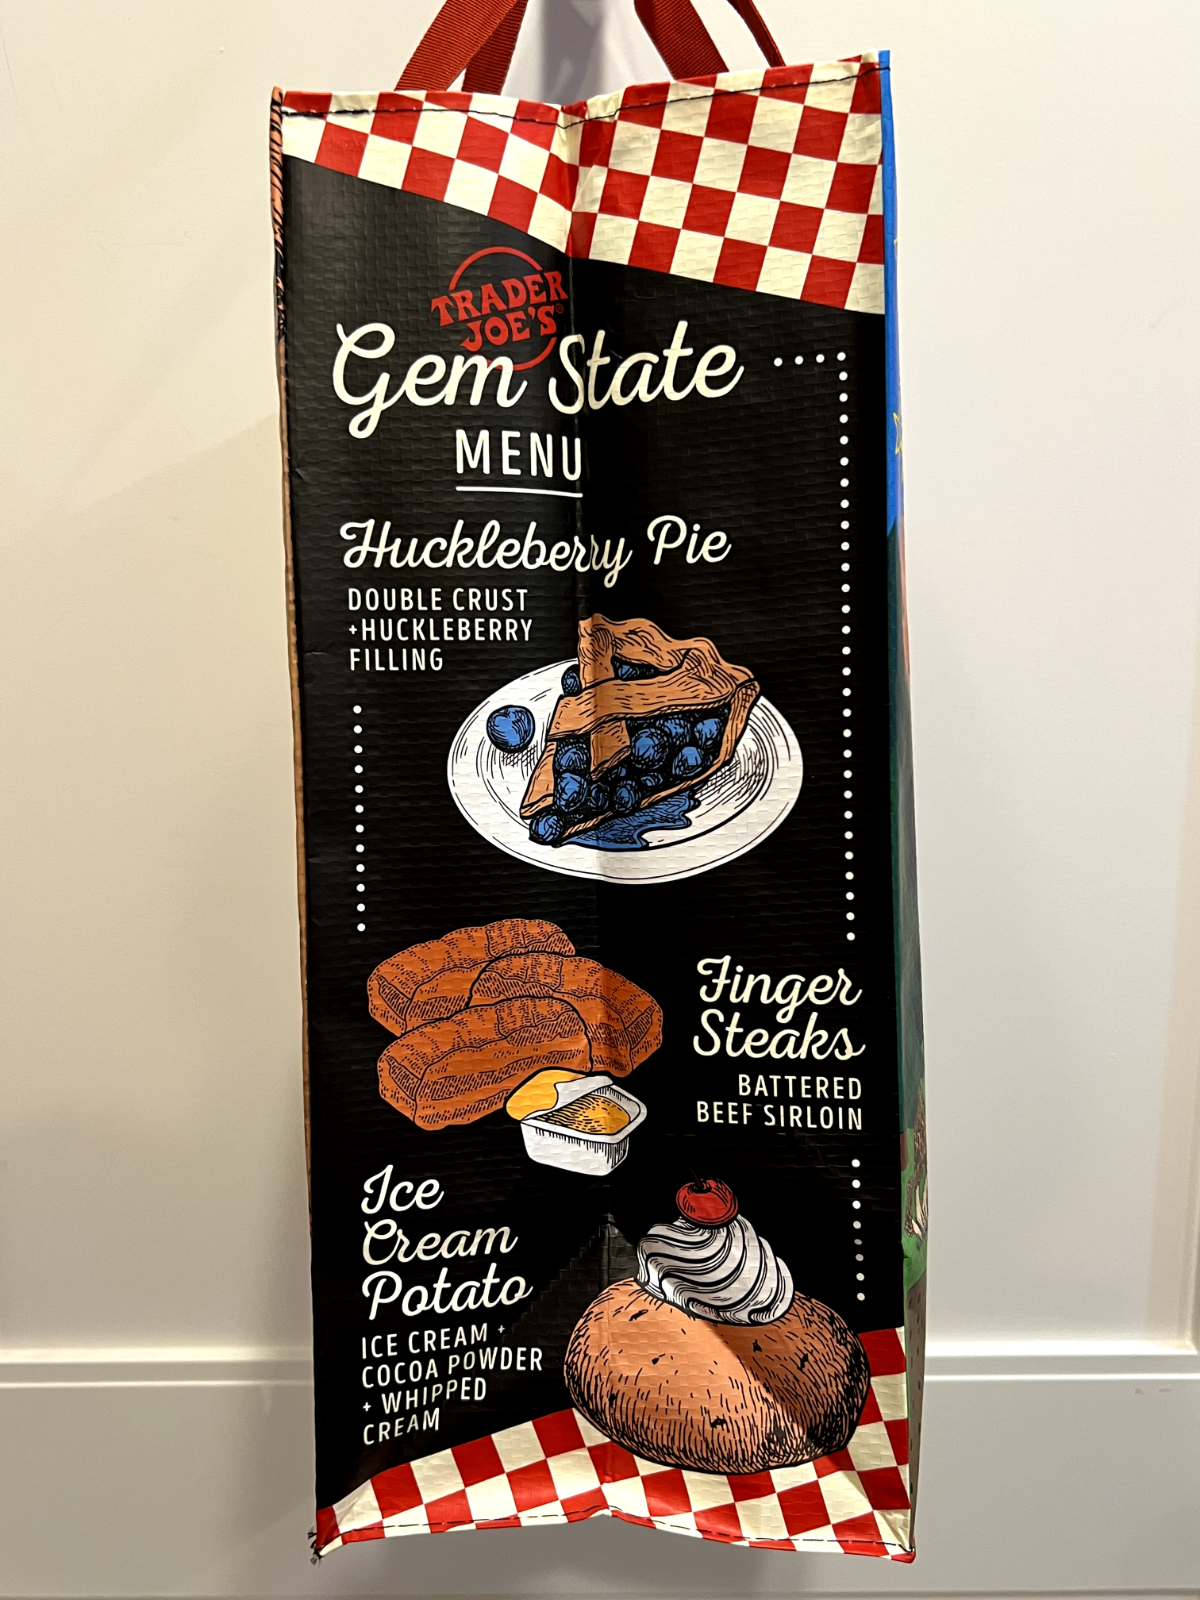 TRADER
JOE'S®
Gem State
MENU
Huckleberry Pie
DOUBLE CRUST
+HUCKLEBERRY
FILLING
Finger
Steaks
BATTERED
BEEF SIRLOIN
Ice
Cream
Potato
ICE CREAM +
COCOA POWDER
+ WHIPPED
CREAM